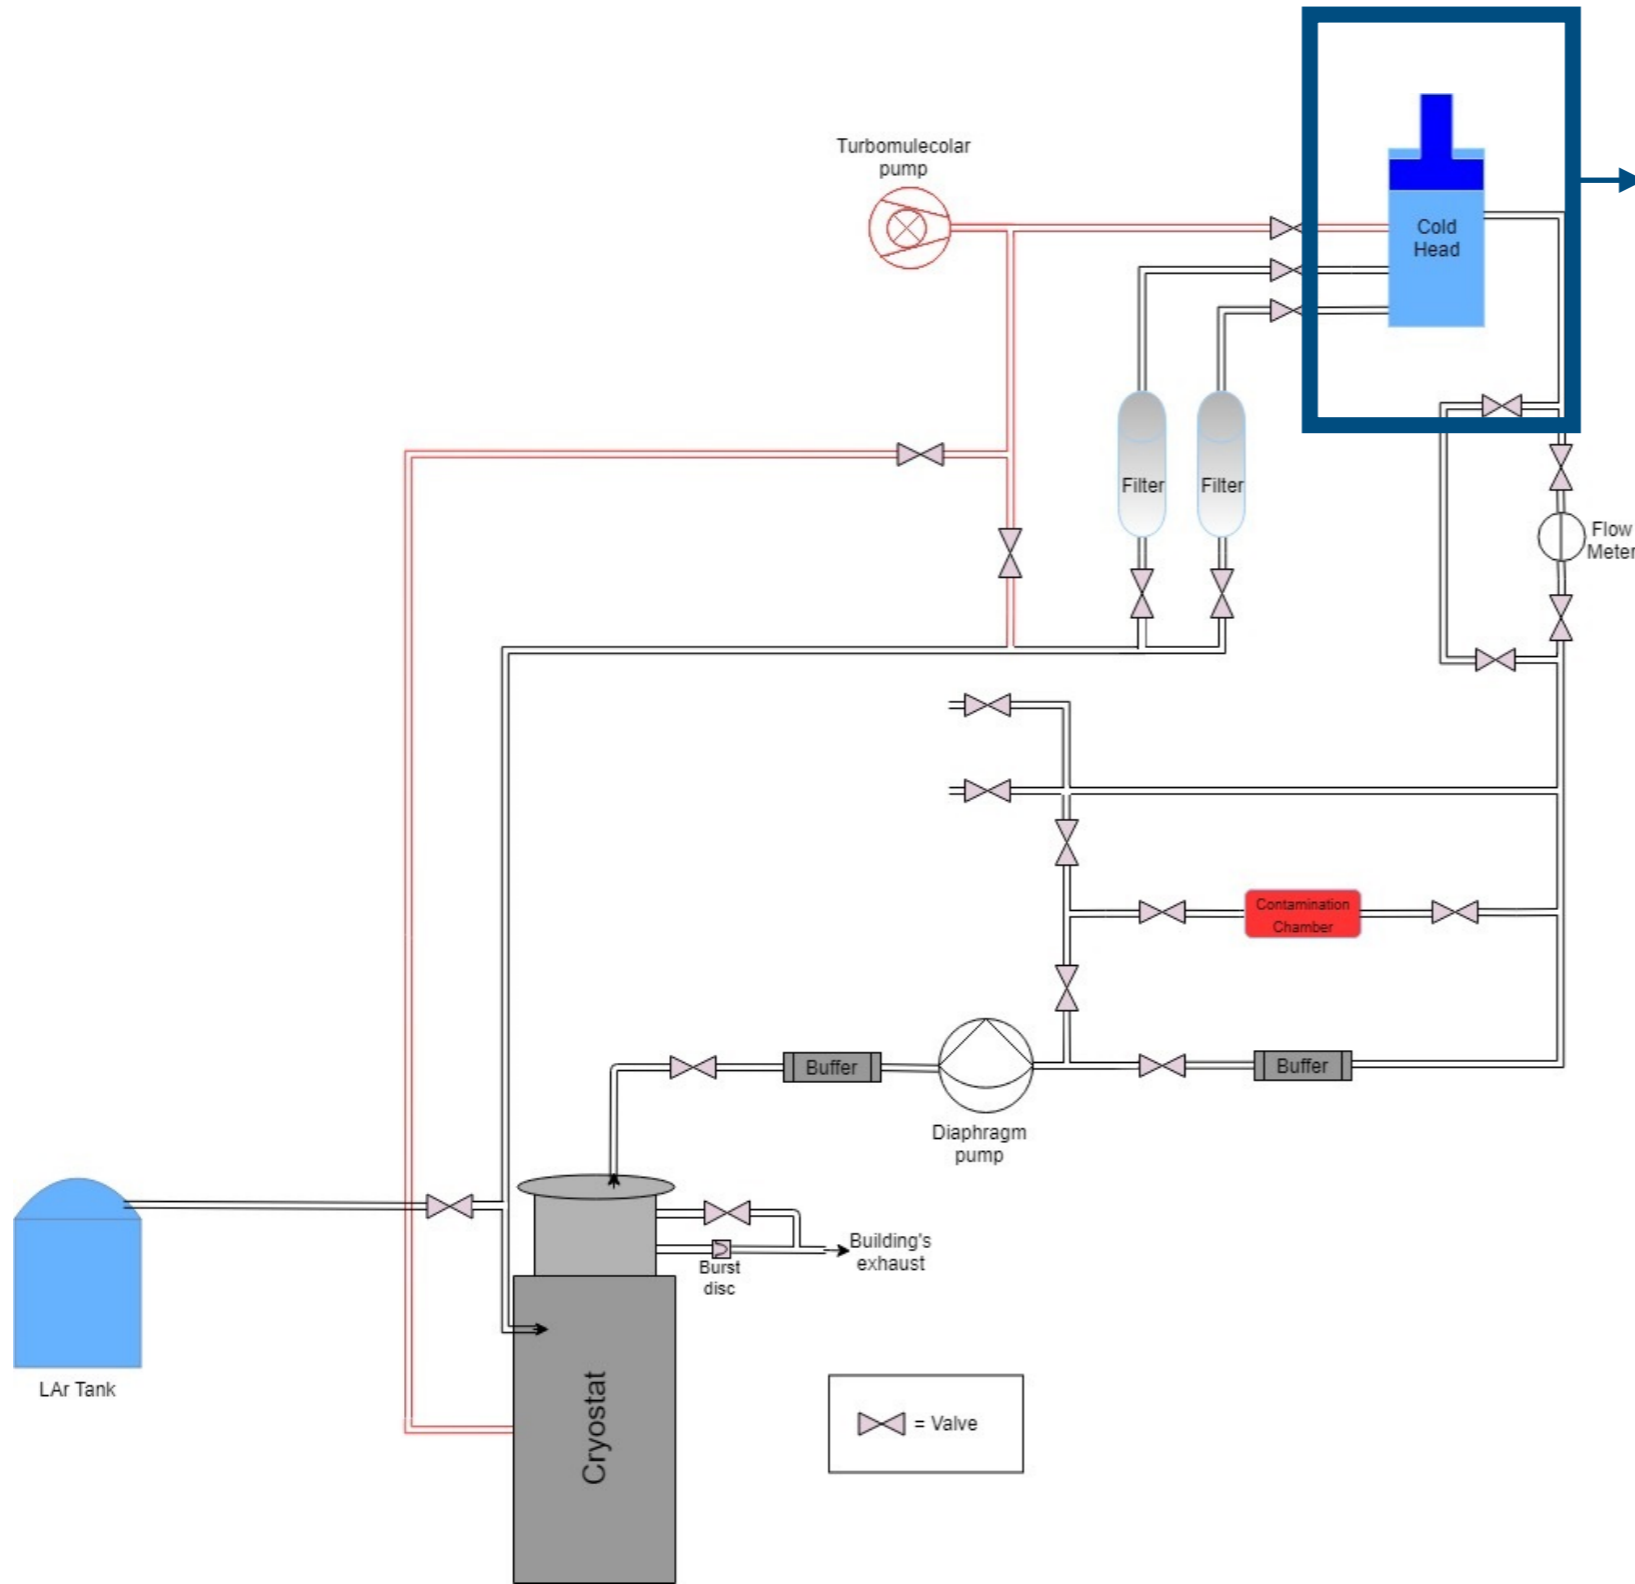 Turbomulecolar
pump
Cold
Head
Filter
Filter
Flow
Meter
Contamination
Chamber
Buffer
Buffer
Diaphragm
pump
Building's
exhaust
Burst
disc
LAr Tank
Cryostat
= Valve